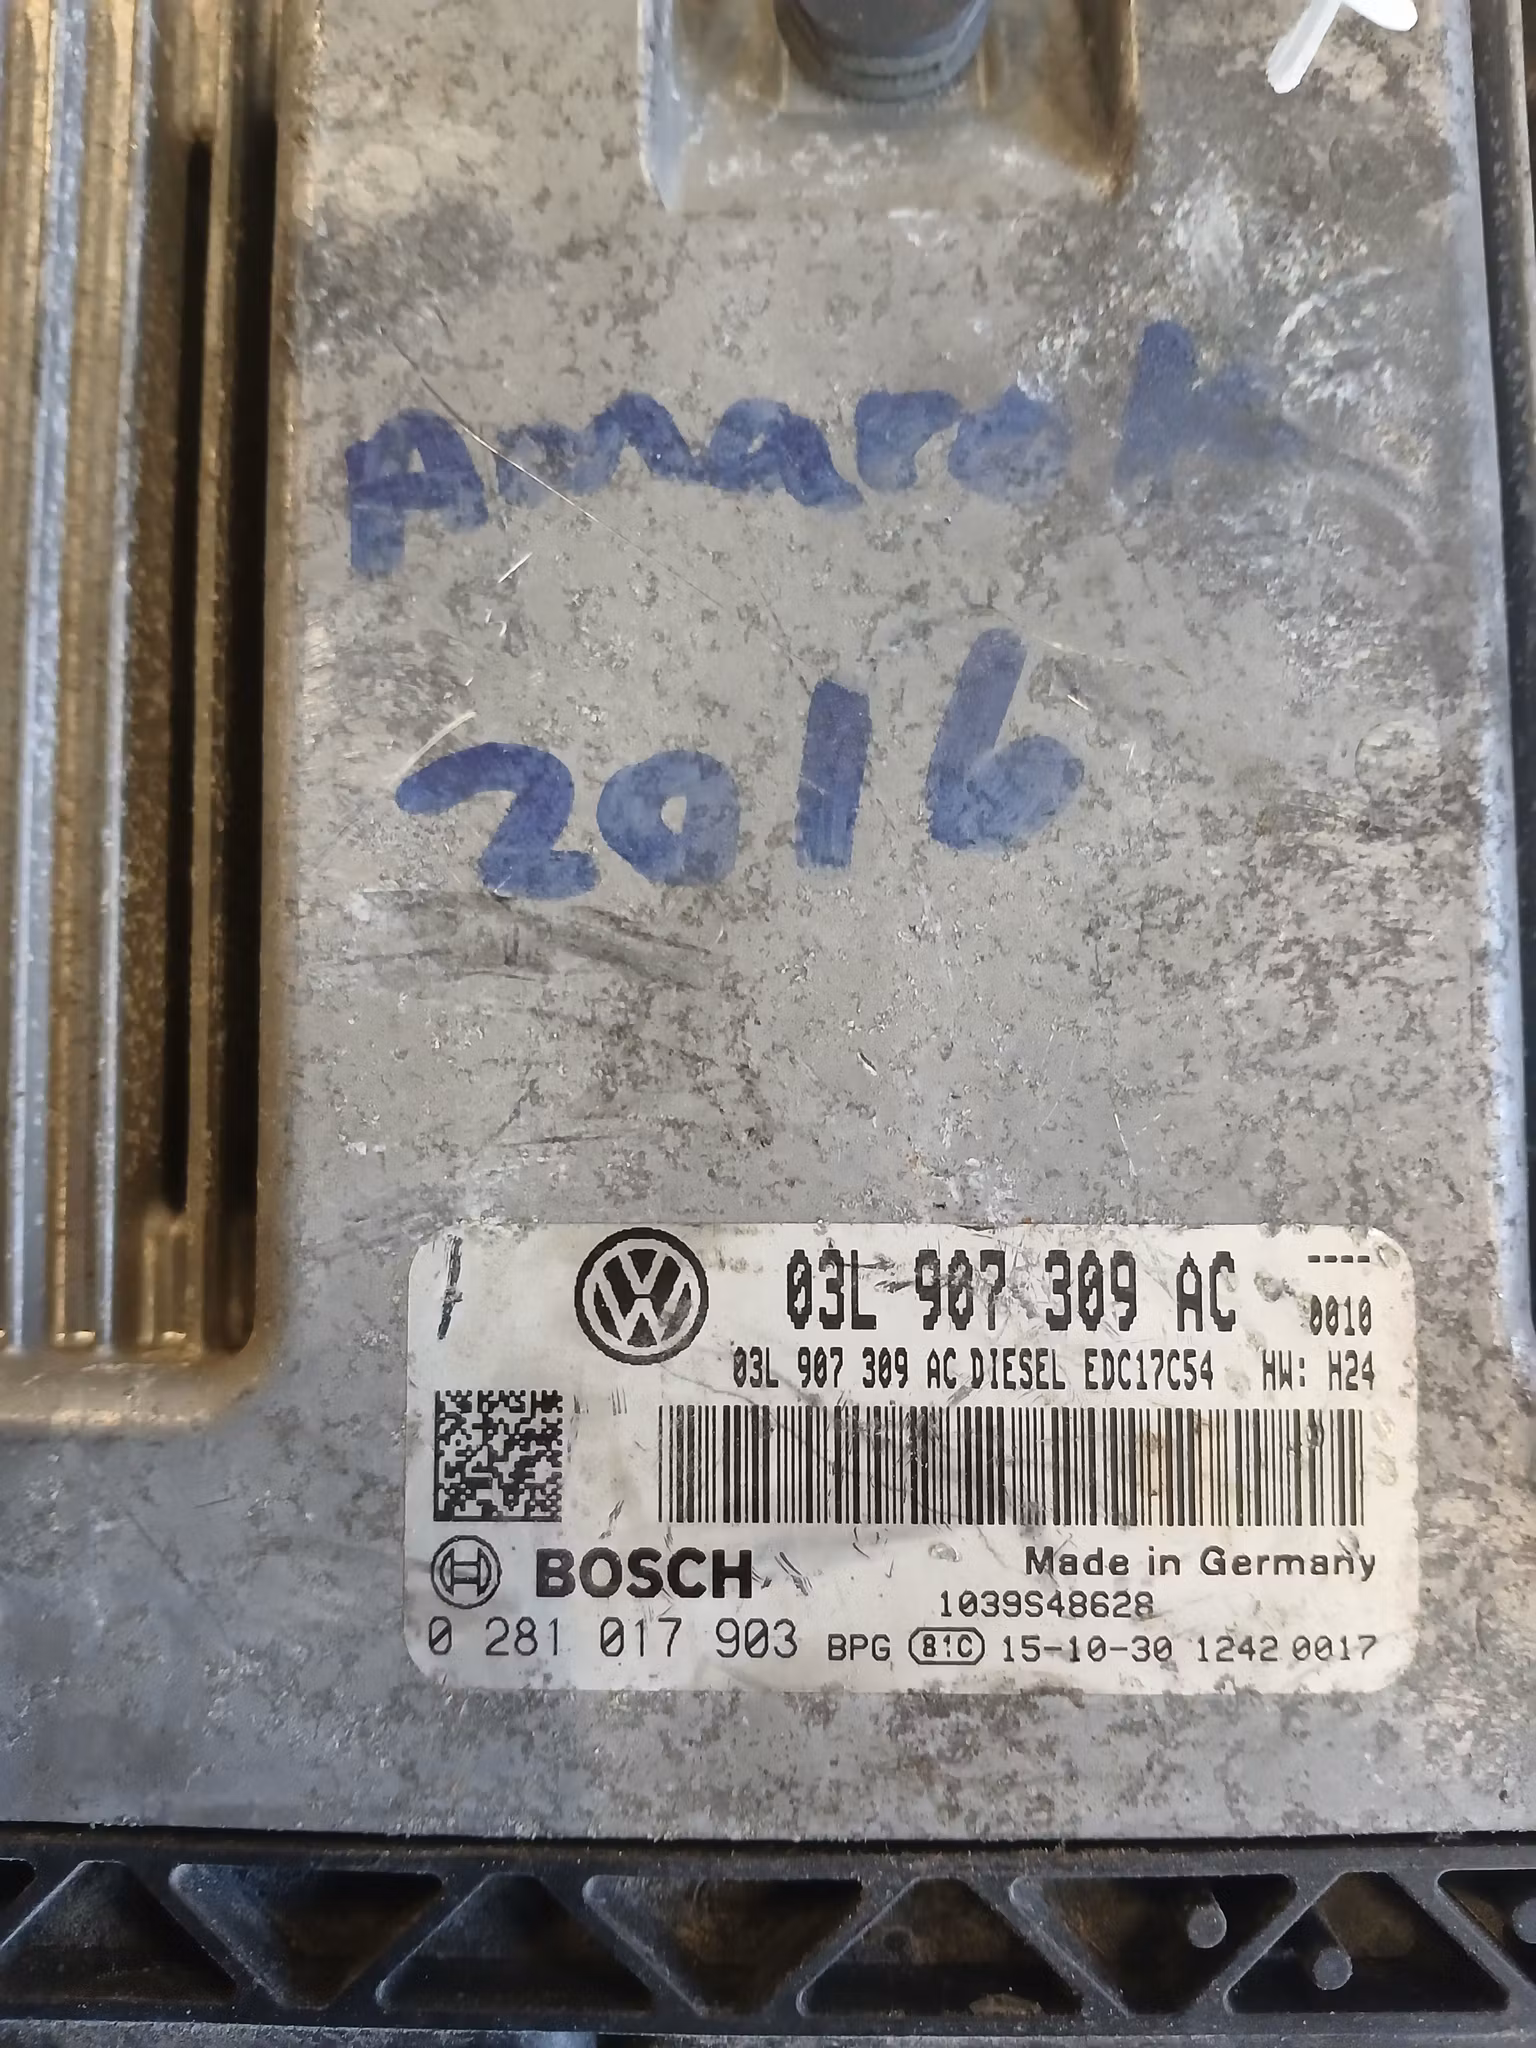 Amarok
2016
03L 907 309 AC ----
0010
03L 907 309 AC DIESEL EDC17C54 HW: H24
BOSCH Made in Germany
1039S48628
0 281 017 903 BPG 81C 15-10-30 1242 0017